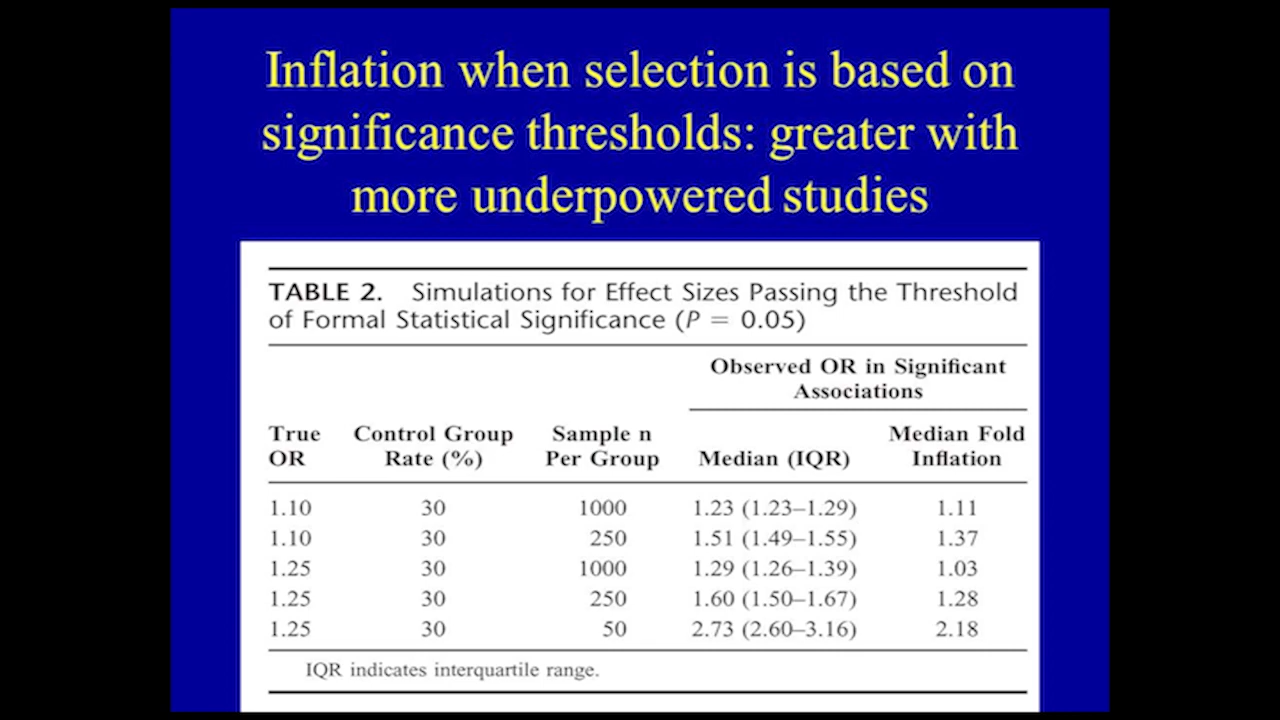 Inflation when selection is based on
significance thresholds: greater with
more underpowered studies
TABLE 2. Simulations for Effect Sizes Passing the Threshold
of Formal Statistical Significance (P = 0.05)
Observed OR in Significant
Associations
True Control Group Sample n Median Fold
OR Rate (%) Per Group Median (IQR) Inflation
1.10 30 1000 1.23 (1.23–1.29) 1.11
1.10 30 250 1.51 (1.49–1.55) 1.37
1.25 30 1000 1.29 (1.26–1.39) 1.03
1.25 30 250 1.60 (1.50–1.67) 1.28
1.25 30 50 2.73 (2.60–3.16) 2.18
IQR indicates interquartile range.